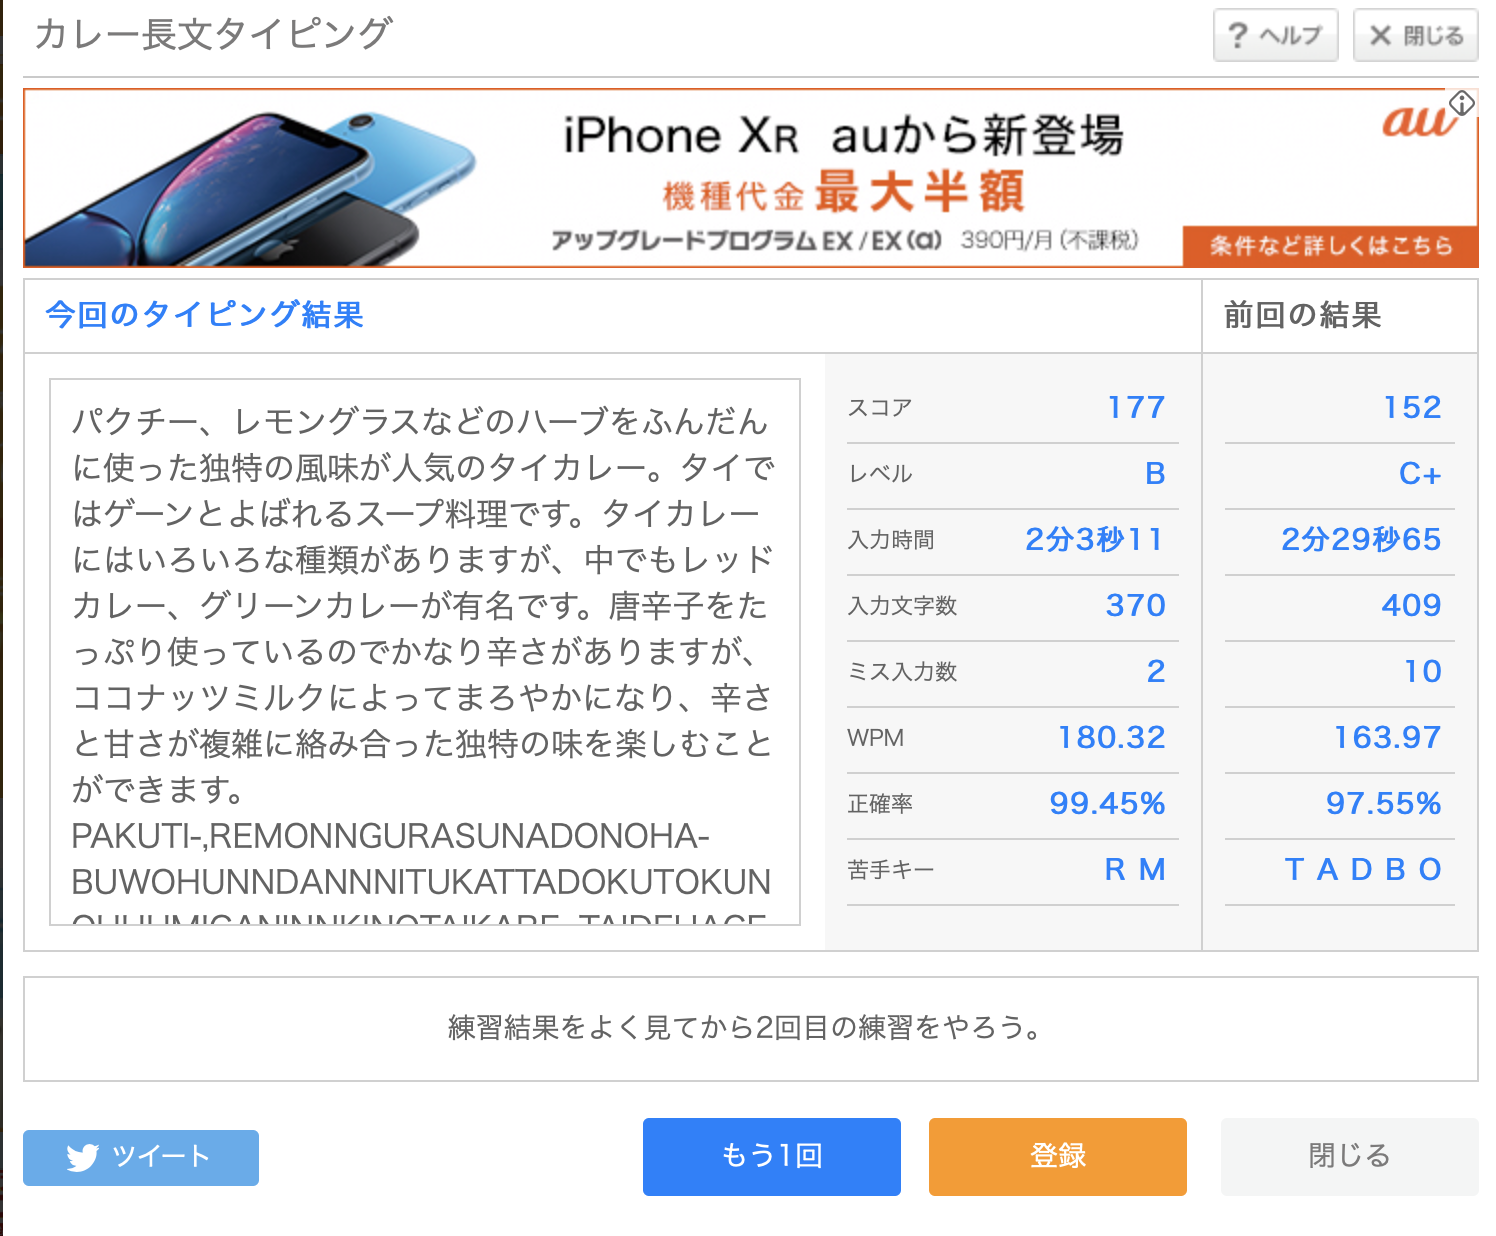 カレー長文タイピング
? ヘルプ
× 閉じる
iPhone XR auから新登場
au
機種代金 最大半額
アップグレードプログラムEX/EX(a) 390円/月(不課税)
条件など詳しくはこちら
今回のタイピング結果
前回の結果
パクチー、レモングラスなどのハーブをふんだん
に使った独特の風味が人気のタイカレー。タイで
はゲーンとよばれるスープ料理です。タイカレー
にはいろいろな種類がありますが、中でもレッド
カレー、グリーンカレーが有名です。唐辛子をた
っぷり使っているのでかなり辛さがありますが、
ココナッツミルクによってまろやかになり、辛さ
と甘さが複雑に絡み合った独特の味を楽しむこと
ができます。
PAKUTI-,REMONNGURASUNADONOHA-
BUWOHUNNDANNNITUKATTADOKUTOKUN
スコア 177 152
レベル B C+
入力時間 2分3秒11 2分29秒65
入力文字数 370 409
ミス入力数 2 10
WPM 180.32 163.97
正確率 99.45% 97.55%
苦手キー R M T A D B O
練習結果をよく見てから2回目の練習をやろう。
ツイート
もう1回
登録
閉じる